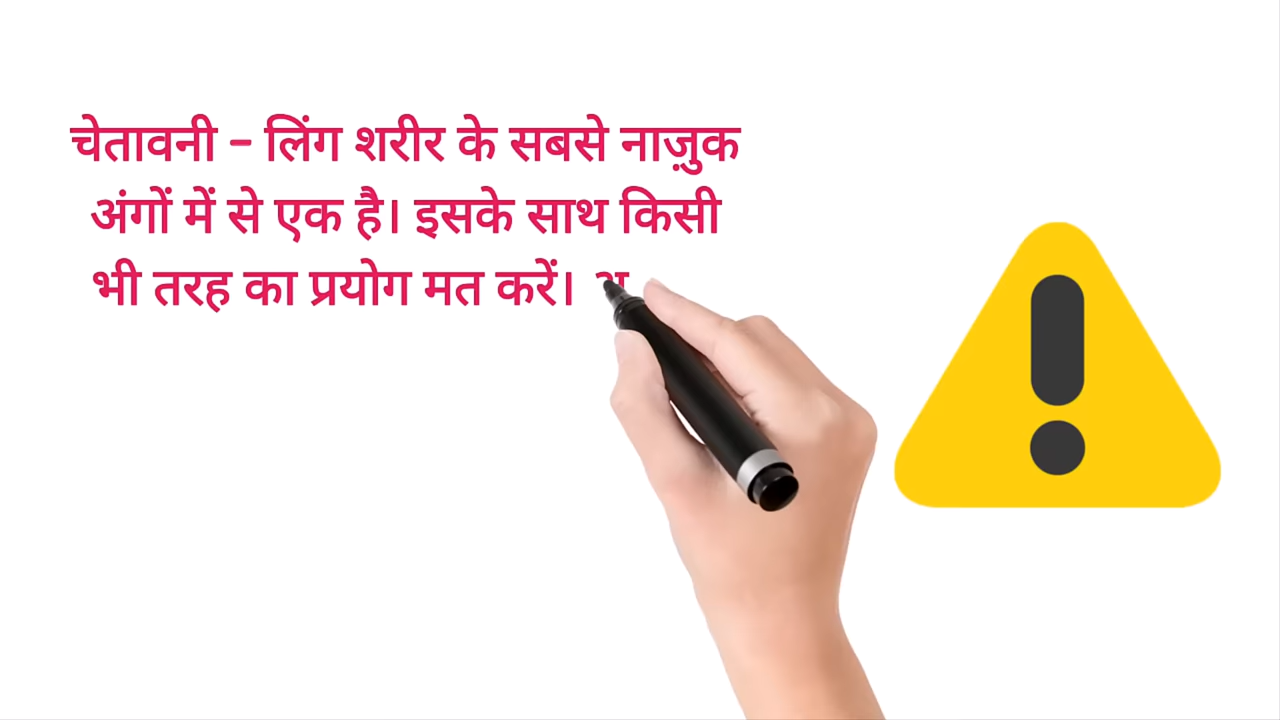 चेतावनी - लिंग शरीर के सबसे नाज़ुक
अंगों में से एक है। इसके साथ किसी
भी तरह का प्रयोग मत करें।